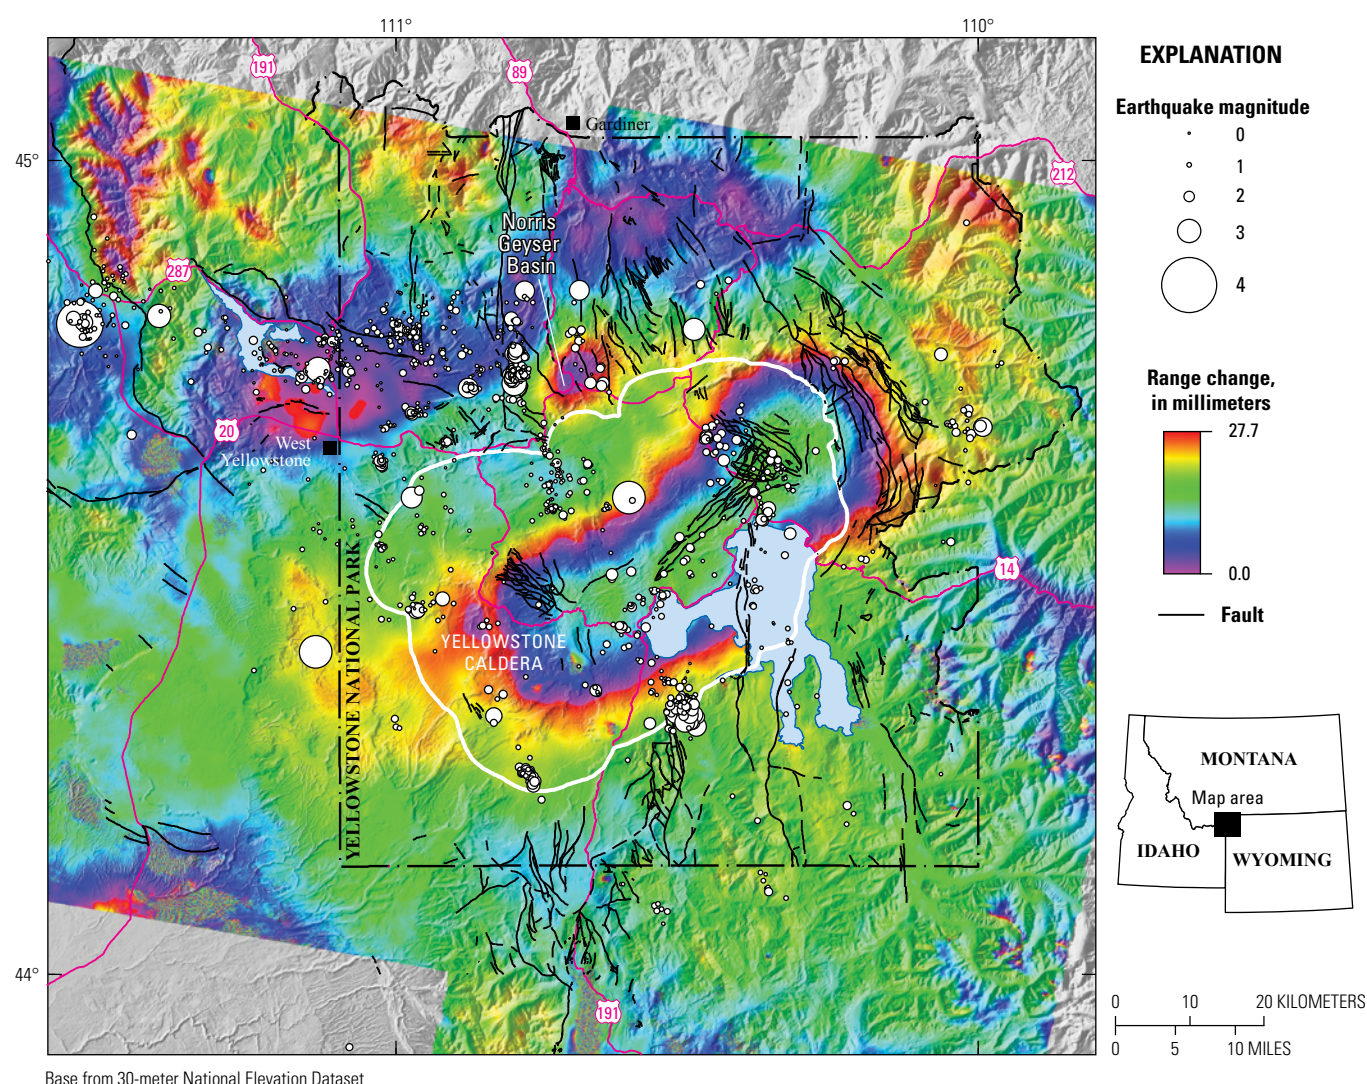 111°
110°
191
89
Gardiner
45°
212
Norris
Geyser
Basin
287
20
West
Yellowstone
14
YELLOWSTONE NATIONAL PARK
YELLOWSTONE
CALDERA
44°
191
Base from 30-meter National Elevation Dataset
EXPLANATION
Earthquake magnitude
0
1
2
3
4
Range change,
in millimeters
27.7
0.0
Fault
MONTANA
Map area
IDAHO
WYOMING
0 10 20 KILOMETERS
0 5 10 MILES